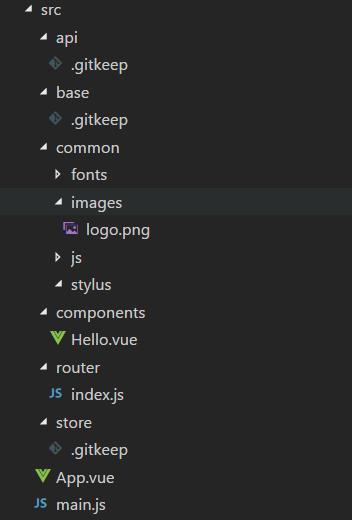 src
api
.gitkeep
base
.gitkeep
common
fonts
images
logo.png
js
stylus
components
Hello.vue
router
JS index.js
store
.gitkeep
App.vue
JS main.js